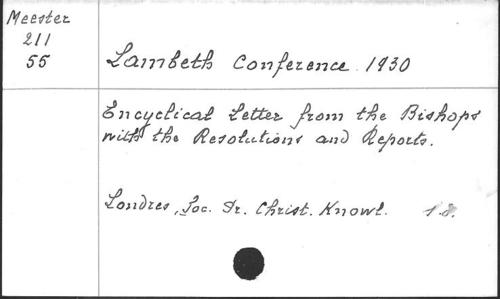 Meester
211
55
Lambeth Conference 1930
Encyclical Letter from the Bishops
with the Resolutions and Reports.
Londres, Soc. Pr. Christ. Knowl. s.d.